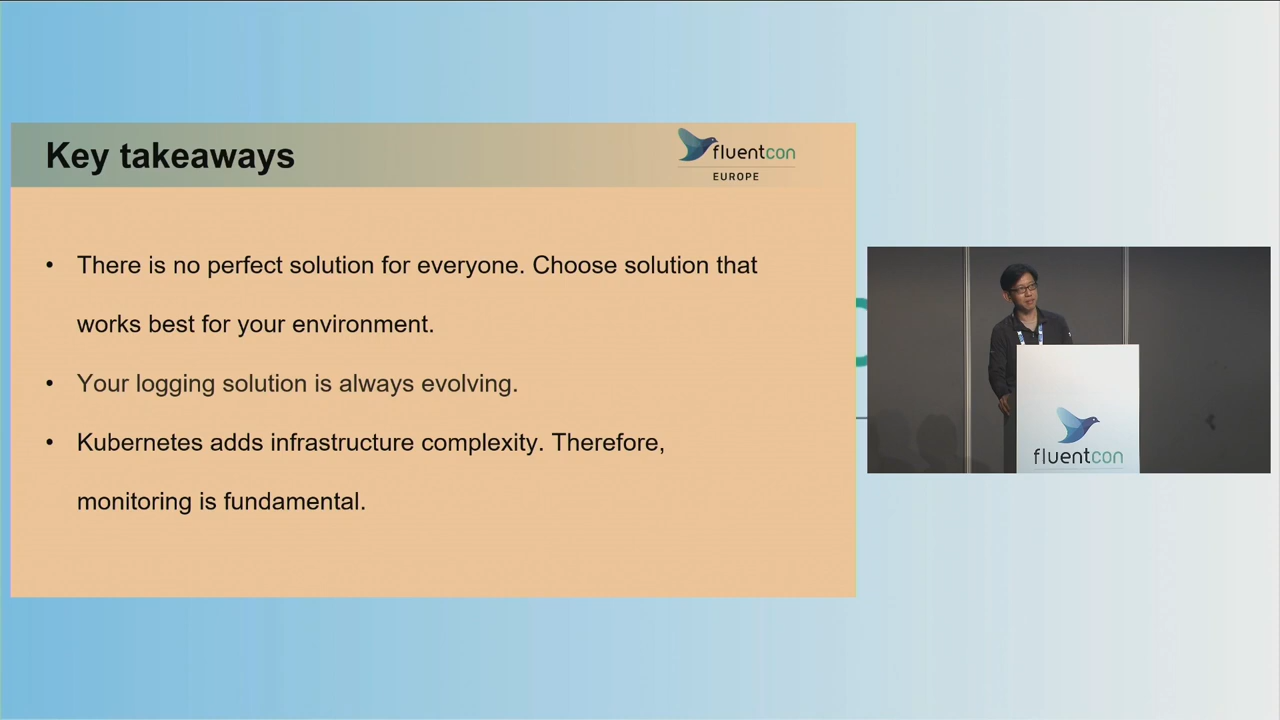 Key takeaways
fluentcon
EUROPE
• There is no perfect solution for everyone. Choose solution that
works best for your environment.
• Your logging solution is always evolving.
• Kubernetes adds infrastructure complexity. Therefore,
monitoring is fundamental.
fluentcon